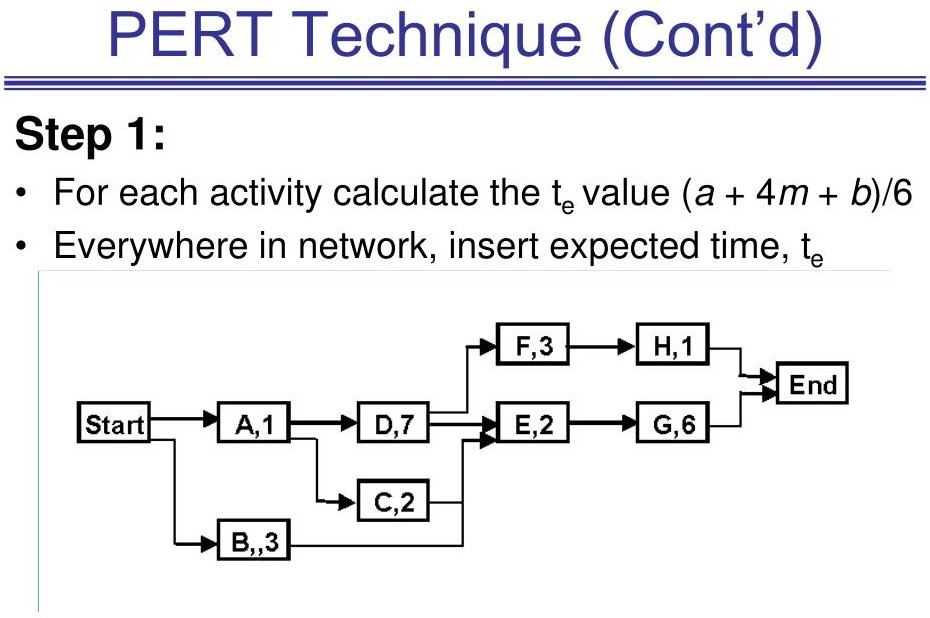 PERT Technique (Cont’d)
Step 1:
• For each activity calculate the te value (a + 4m + b)/6
• Everywhere in network, insert expected time, te
F,3
H,1
End
Start
A,1
D,7
E,2
G,6
C,2
B,,3